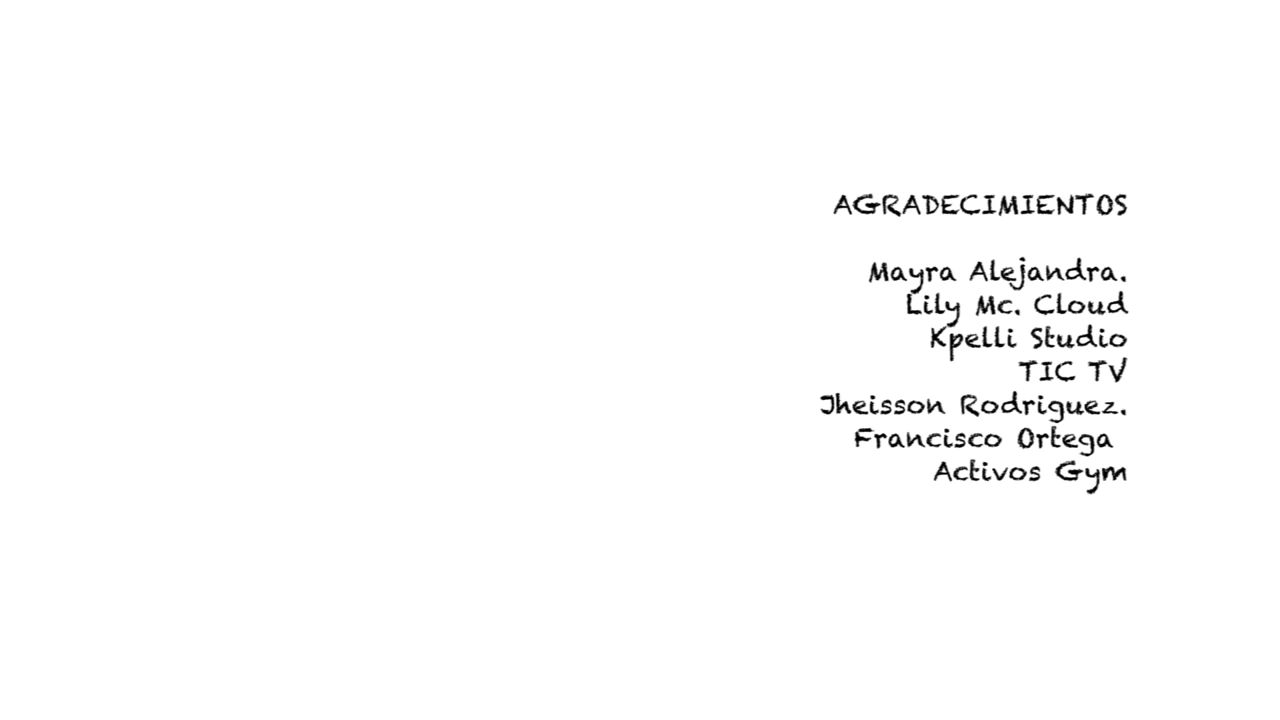 AGRADECIMIENTOS
Mayra Alejandra.
Lily Mc. Cloud
Kpelli Studio
TIC TV
Jheisson Rodriguez.
Francisco Ortega
Activos Gym